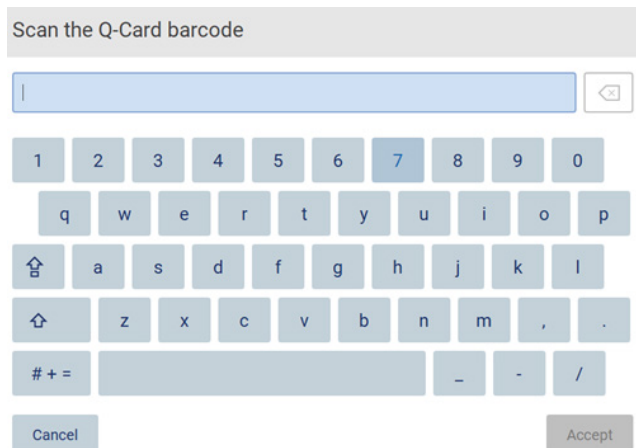 Scan the Q-Card barcode
1 2 3 4 5 6 7 8 9 0
q w e r t y u i o p
a s d f g h j k l
z x c v b n m , .
# + = _ - /
Cancel Accept